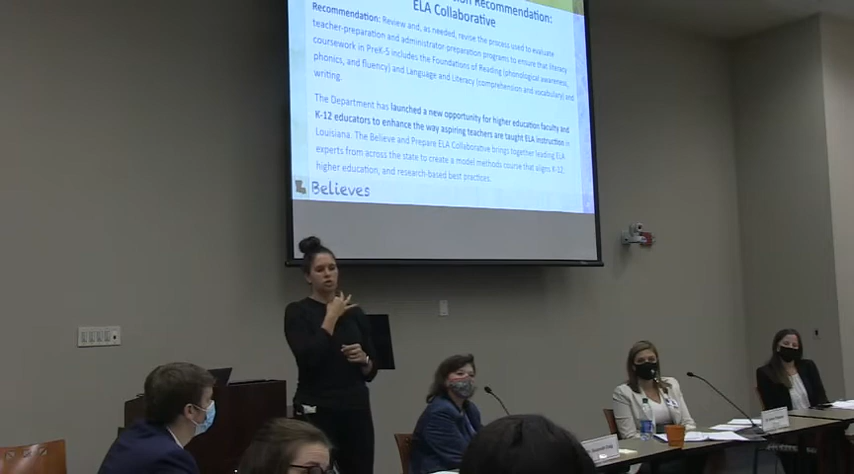 Recommendation:
ELA Collaborative
Recommendation: Review and, as needed, revise the process used to evaluate
teacher-preparation and administrator preparation programs to ensure that literacy
coursework in PreK-5 includes the Foundations of Reading (phonological awareness,
phonics, and fluency) and Language and Literacy (comprehension and vocabulary) and
writing.
The Department has launched a new opportunity for higher education faculty and
K-12 educators to enhance the way aspiring teachers are taught ELA instruction in
Louisiana. The Believe and Prepare ELA Collaborative brings together leading ELA
experts from across the state to create a model methods course that aligns K-12,
higher education, and research-based best practices.
Believes